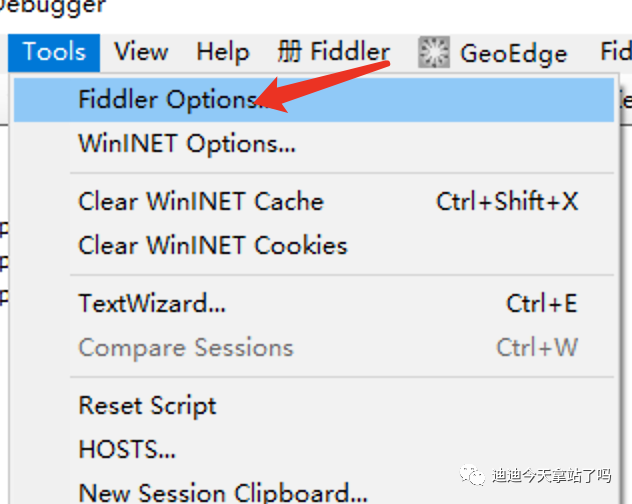 Debugger
Tools View Help 册 Fiddler GeoEdge Fid
Fiddler Options...
WinINET Options...
Clear WinINET Cache Ctrl+Shift+X
Clear WinINET Cookies
TextWizard... Ctrl+E
Compare Sessions Ctrl+W
Reset Script
HOSTS...
New Session Clipboard...
迪迪今天拿站了吗